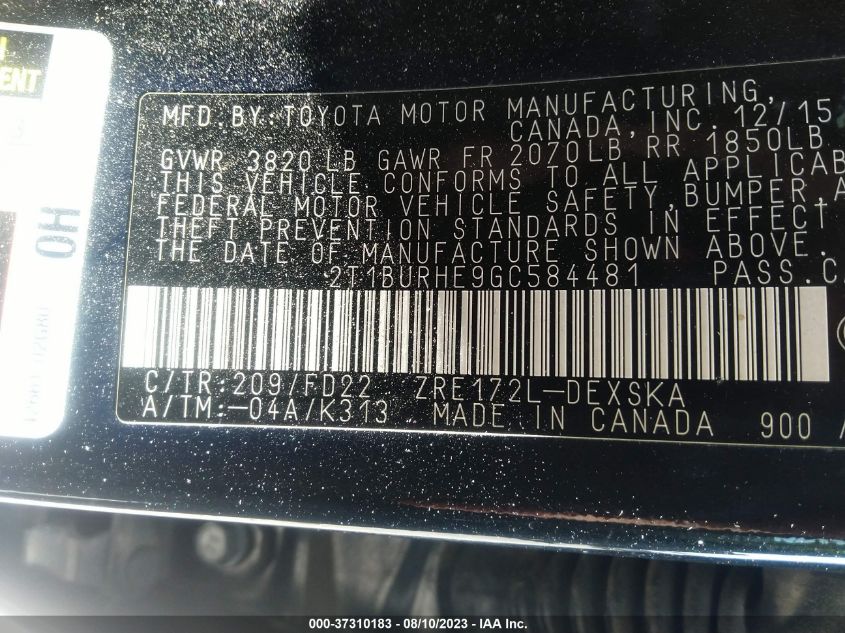 MFD.BY:TOYOTA MOTOR MANUFACTURING,
CANADA, INC. 12/15
GVWR 3820 LB GAWR FR 2070LB RR 1850LB
THIS VEHICLE CONFORMS TO ALL APPLICAB
FEDERAL MOTOR VEHICLE SAFETY,BUMPER,A
THEFT PREVENTION STANDARDS IN EFFECT
THE DATE OF MANUFACTURE SHOWN ABOVE.
2T1BURHE9GC584481 PASS.C
C/TR:209/FD22 ZRE172L-DEXSKA
A/TM:-04A/K313 MADE IN CANADA 900 /
OH
000-37310183 - 08/10/2023 - IAA Inc.